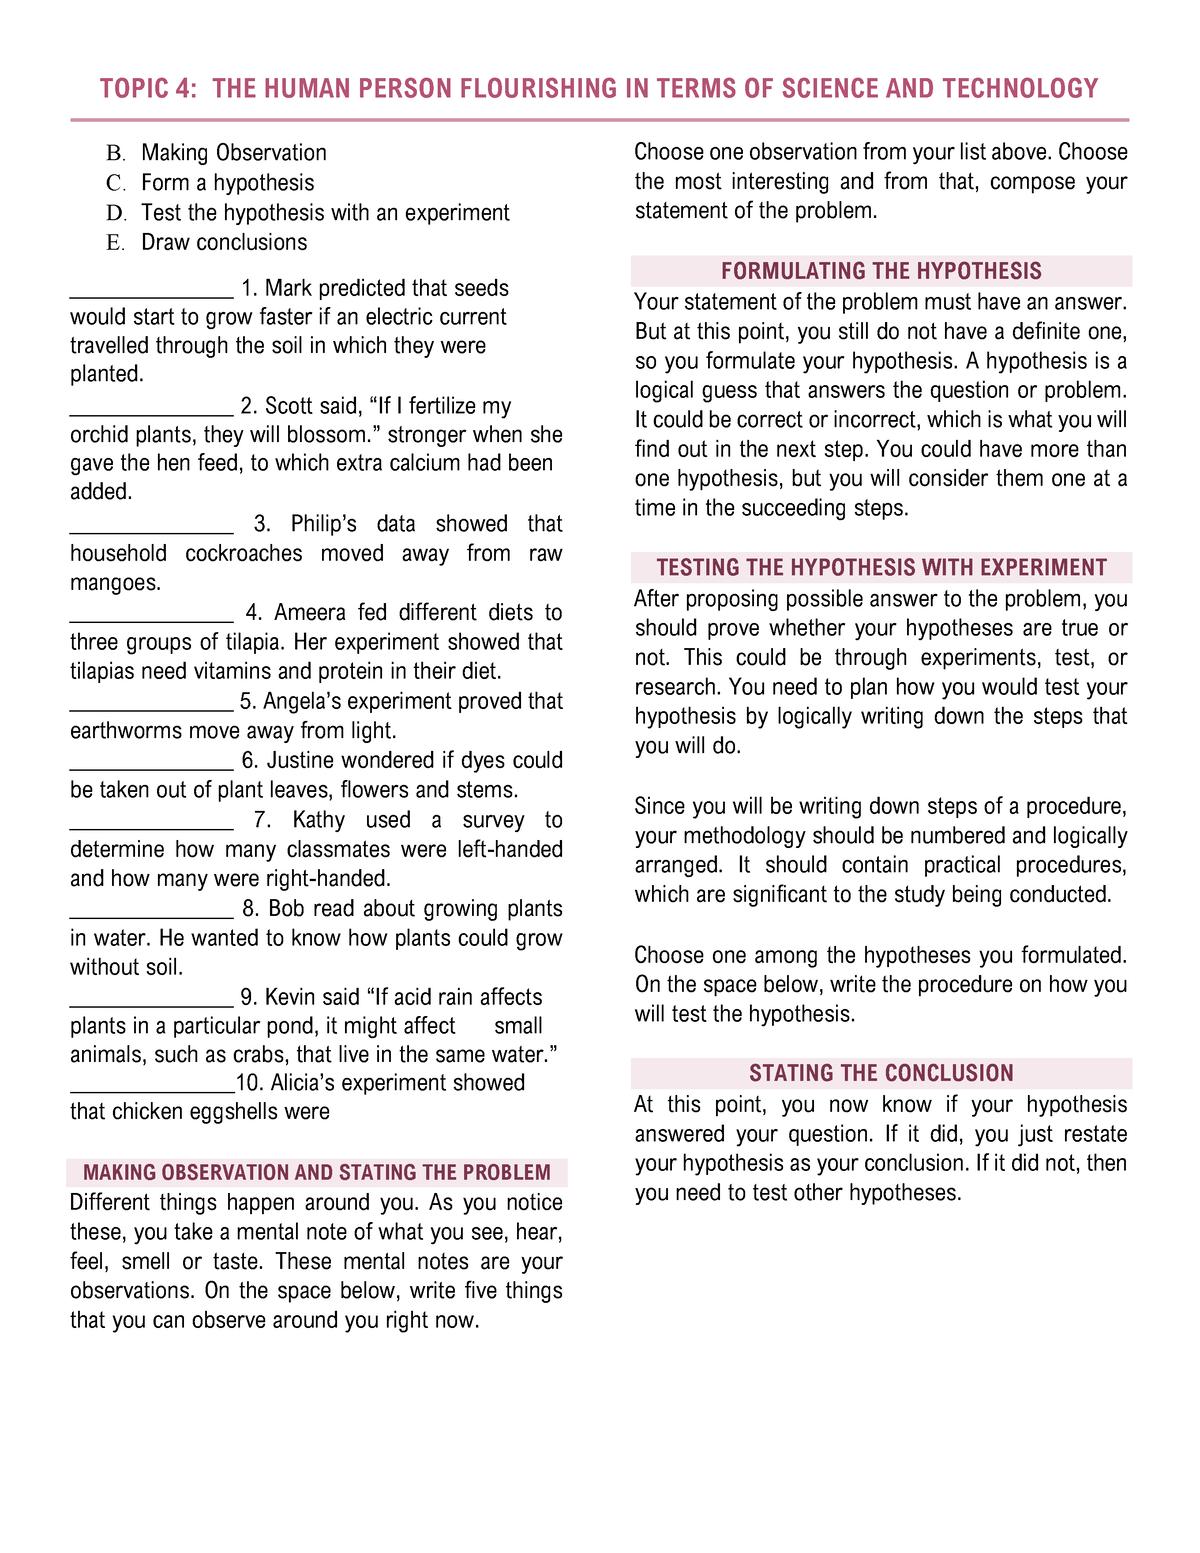 TOPIC 4: THE HUMAN PERSON FLOURISHING IN TERMS OF SCIENCE AND TECHNOLOGY
B. Making Observation
C. Form a hypothesis
D. Test the hypothesis with an experiment
E. Draw conclusions
______________ 1. Mark predicted that seeds
would start to grow faster if an electric current
travelled through the soil in which they were
planted.
______________ 2. Scott said, “If I fertilize my
orchid plants, they will blossom.” stronger when she
gave the hen feed, to which extra calcium had been
added.
______________ 3. Philip’s data showed that
household cockroaches moved away from raw
mangoes.
______________ 4. Ameera fed different diets to
three groups of tilapia. Her experiment showed that
tilapias need vitamins and protein in their diet.
______________ 5. Angela’s experiment proved that
earthworms move away from light.
______________ 6. Justine wondered if dyes could
be taken out of plant leaves, flowers and stems.
______________ 7. Kathy used a survey to
determine how many classmates were left-handed
and how many were right-handed.
______________ 8. Bob read about growing plants
in water. He wanted to know how plants could grow
without soil.
______________ 9. Kevin said “If acid rain affects
plants in a particular pond, it might affect small
animals, such as crabs, that live in the same water.”
______________10. Alicia’s experiment showed
that chicken eggshells were
MAKING OBSERVATION AND STATING THE PROBLEM
Different things happen around you. As you notice
these, you take a mental note of what you see, hear,
feel, smell or taste. These mental notes are your
observations. On the space below, write five things
that you can observe around you right now.
Choose one observation from your list above. Choose
the most interesting and from that, compose your
statement of the problem.
FORMULATING THE HYPOTHESIS
Your statement of the problem must have an answer.
But at this point, you still do not have a definite one,
so you formulate your hypothesis. A hypothesis is a
logical guess that answers the question or problem.
It could be correct or incorrect, which is what you will
find out in the next step. You could have more than
one hypothesis, but you will consider them one at a
time in the succeeding steps.
TESTING THE HYPOTHESIS WITH EXPERIMENT
After proposing possible answer to the problem, you
should prove whether your hypotheses are true or
not. This could be through experiments, test, or
research. You need to plan how you would test your
hypothesis by logically writing down the steps that
you will do.
Since you will be writing down steps of a procedure,
your methodology should be numbered and logically
arranged. It should contain practical procedures,
which are significant to the study being conducted.
Choose one among the hypotheses you formulated.
On the space below, write the procedure on how you
will test the hypothesis.
STATING THE CONCLUSION
At this point, you now know if your hypothesis
answered your question. If it did, you just restate
your hypothesis as your conclusion. If it did not, then
you need to test other hypotheses.